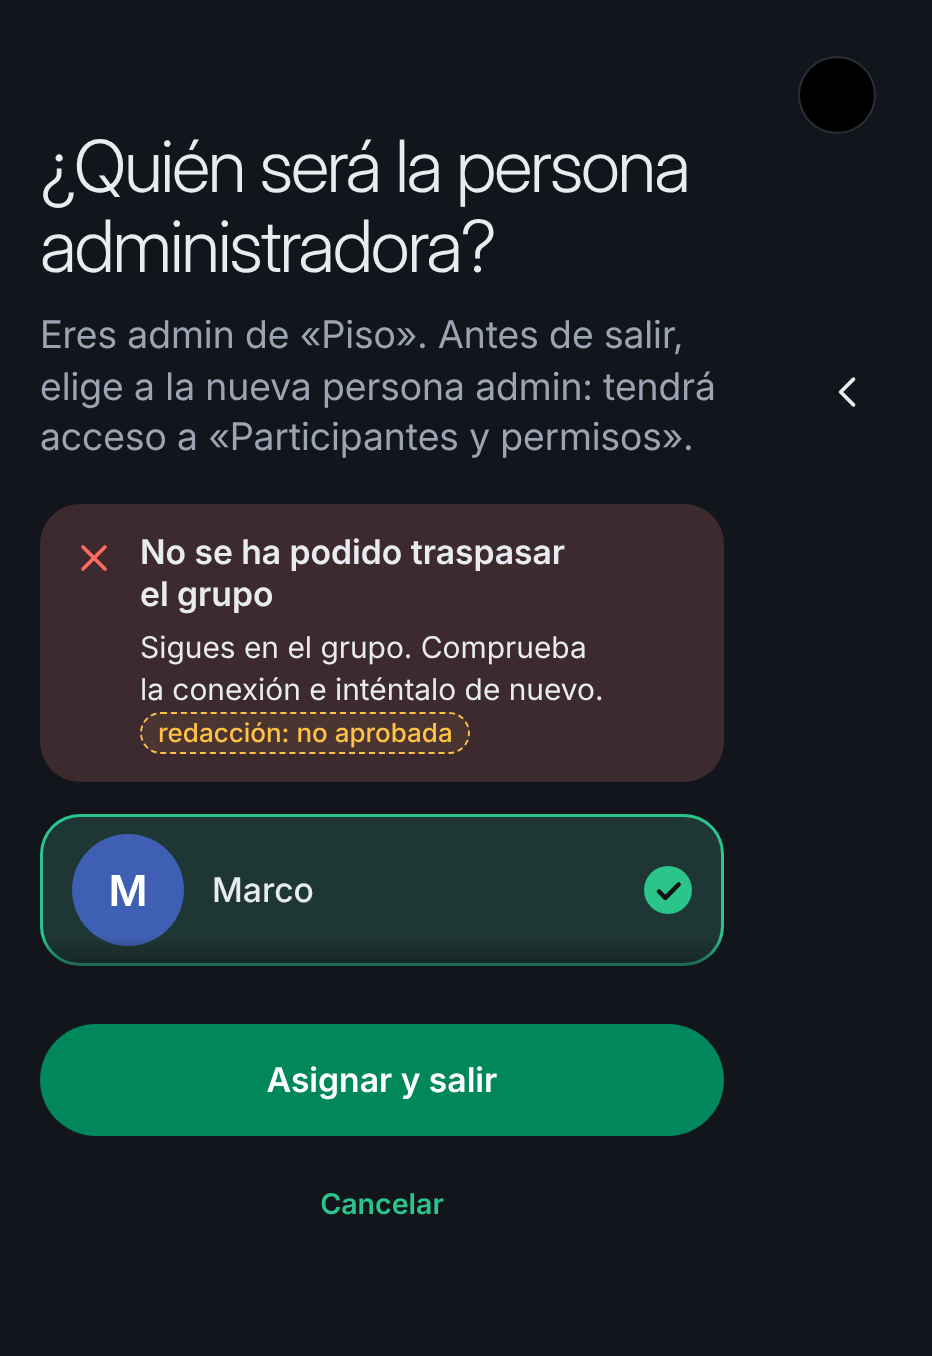 ¿Quién será la persona
administradora?
Eres admin de «Piso». Antes de salir,
elige a la nueva persona admin: tendrá
acceso a «Participantes y permisos».
No se ha podido traspasar
el grupo
Sigues en el grupo. Comprueba
la conexión e inténtalo de nuevo.
redacción: no aprobada
M
Marco
Asignar y salir
Cancelar